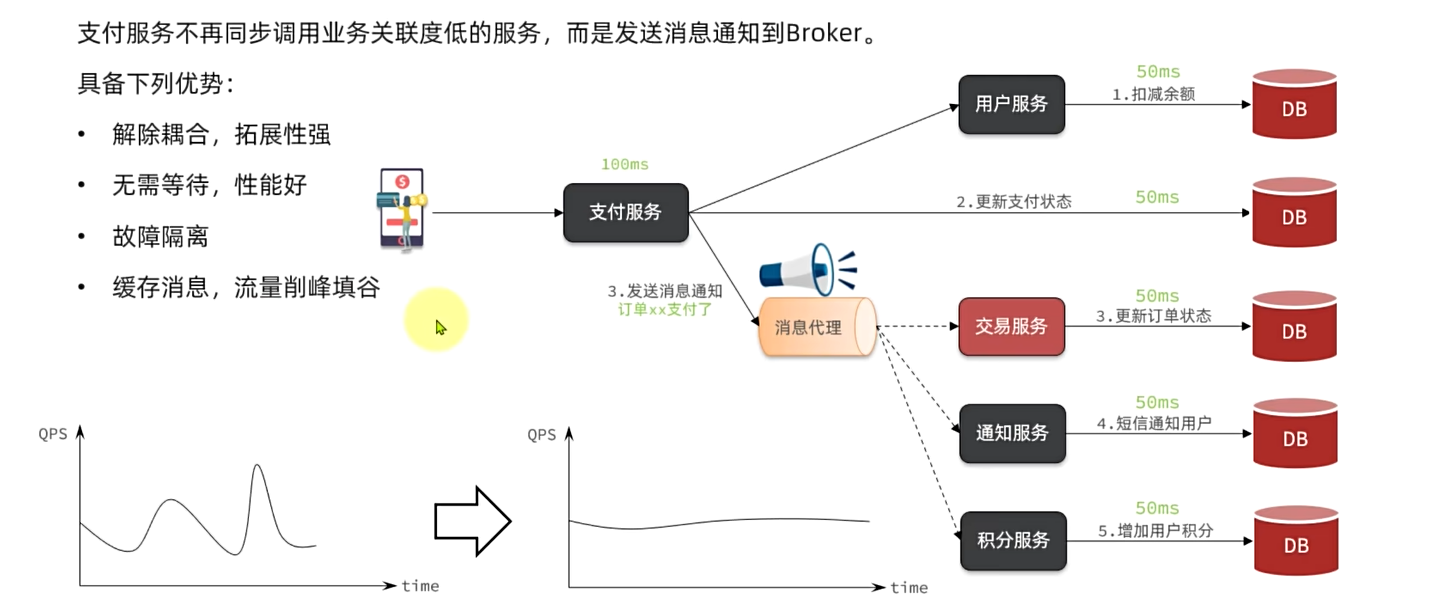 支付服务不再同步调用业务关联度低的服务，而是发送消息通知到Broker。
具备下列优势：
• 解除耦合，拓展性强
• 无需等待，性能好
• 故障隔离
• 缓存消息，流量削峰填谷
$
100ms
支付服务
用户服务
50ms
1.扣减余额
DB
2.更新支付状态
50ms
DB
3.发送消息通知
订单xx支付了
消息代理
交易服务
50ms
3.更新订单状态
DB
通知服务
50ms
4.短信通知用户
DB
积分服务
50ms
5.增加用户积分
DB
QPS
time
QPS
time